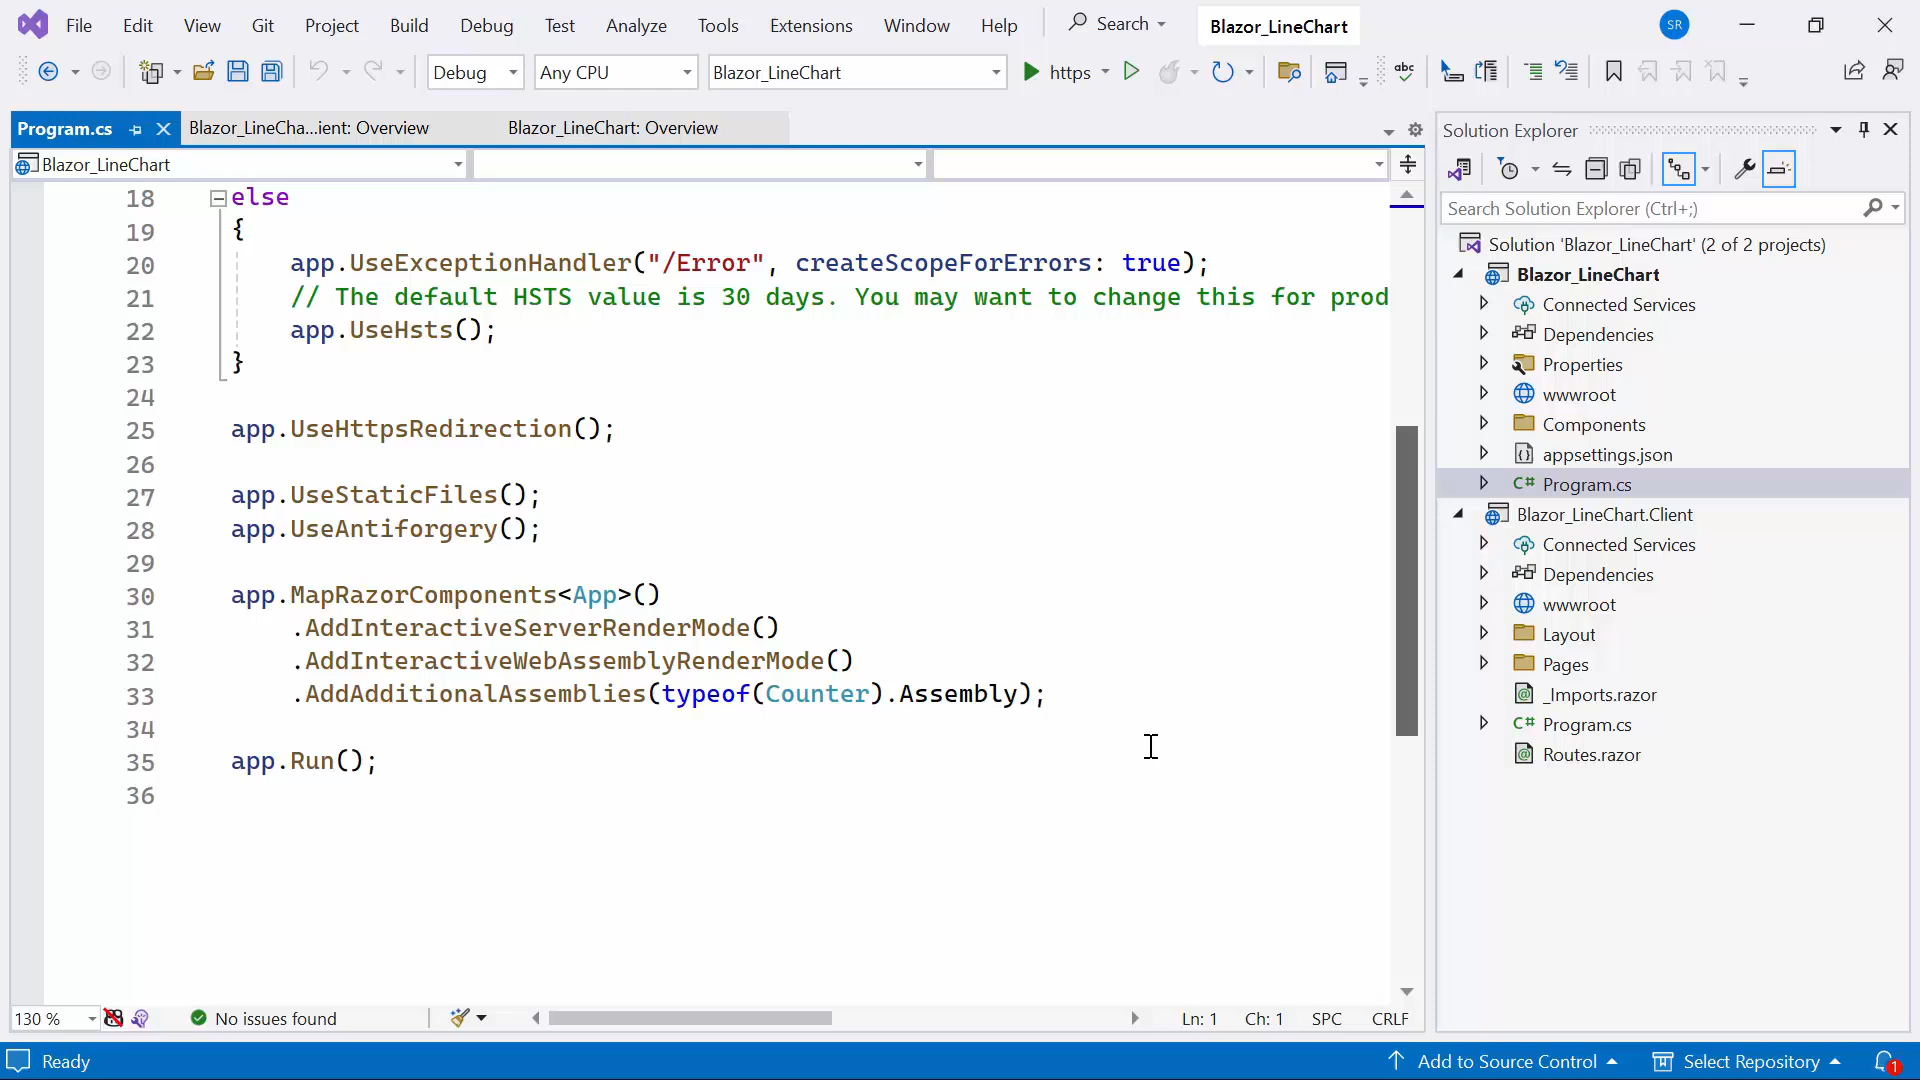 File Edit View Git Project Build Debug Test Analyze Tools Extensions Window Help Search Blazor_LineChart SR
Debug Any CPU Blazor_LineChart https abc
Program.cs Blazor_LineCha...ient: Overview Blazor_LineChart: Overview
Blazor_LineChart
18 else
19 {
20 app.UseExceptionHandler("/Error", createScopeForErrors: true);
21 // The default HSTS value is 30 days. You may want to change this for prod
22 app.UseHsts();
23 }
24
25 app.UseHttpsRedirection();
26
27 app.UseStaticFiles();
28 app.UseAntiforgery();
29
30 app.MapRazorComponents<App>()
31 .AddInteractiveServerRenderMode()
32 .AddInteractiveWebAssemblyRenderMode()
33 .AddAdditionalAssemblies(typeof(Counter).Assembly);
34
35 app.Run();
36
130 % No issues found Ln: 1 Ch: 1 SPC CRLF
Solution Explorer
Search Solution Explorer (Ctrl+;)
Solution 'Blazor_LineChart' (2 of 2 projects)
Blazor_LineChart
Connected Services
Dependencies
Properties
wwwroot
Components
appsettings.json
C# Program.cs
Blazor_LineChart.Client
Connected Services
Dependencies
wwwroot
Layout
Pages
_Imports.razor
C# Program.cs
Routes.razor
Ready Add to Source Control Select Repository 1